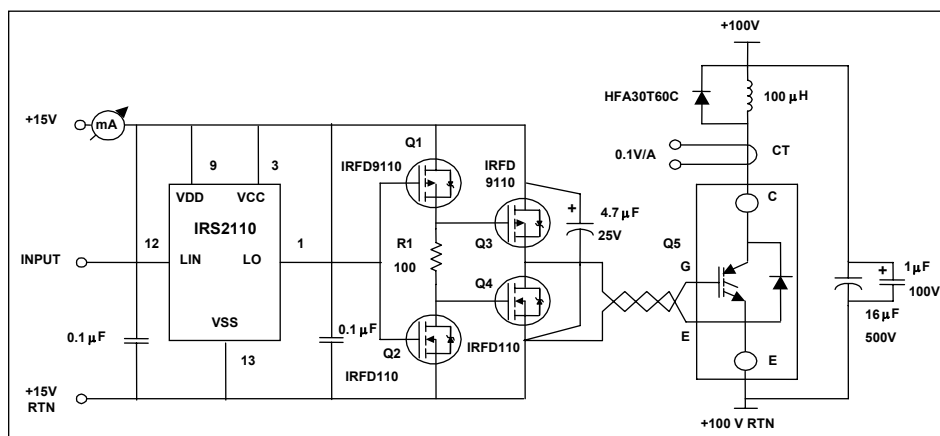 +100V
HFA30T60C
100 μH
+15V
mA
Q1
9
3
IRFD9110
IRFD
9110
0.1V/A
CT
VDD
VCC
IRS2110
+
4.7 μF
25V
C
12
1
R1
100
Q3
Q5
INPUT
LIN
LO
Q4
G
+
1μF
100V
VSS
E
16 μF
500V
0.1 μF
0.1 μF
13
Q2
IRFD110
IRFD110
E
+15V
RTN
+100 V RTN